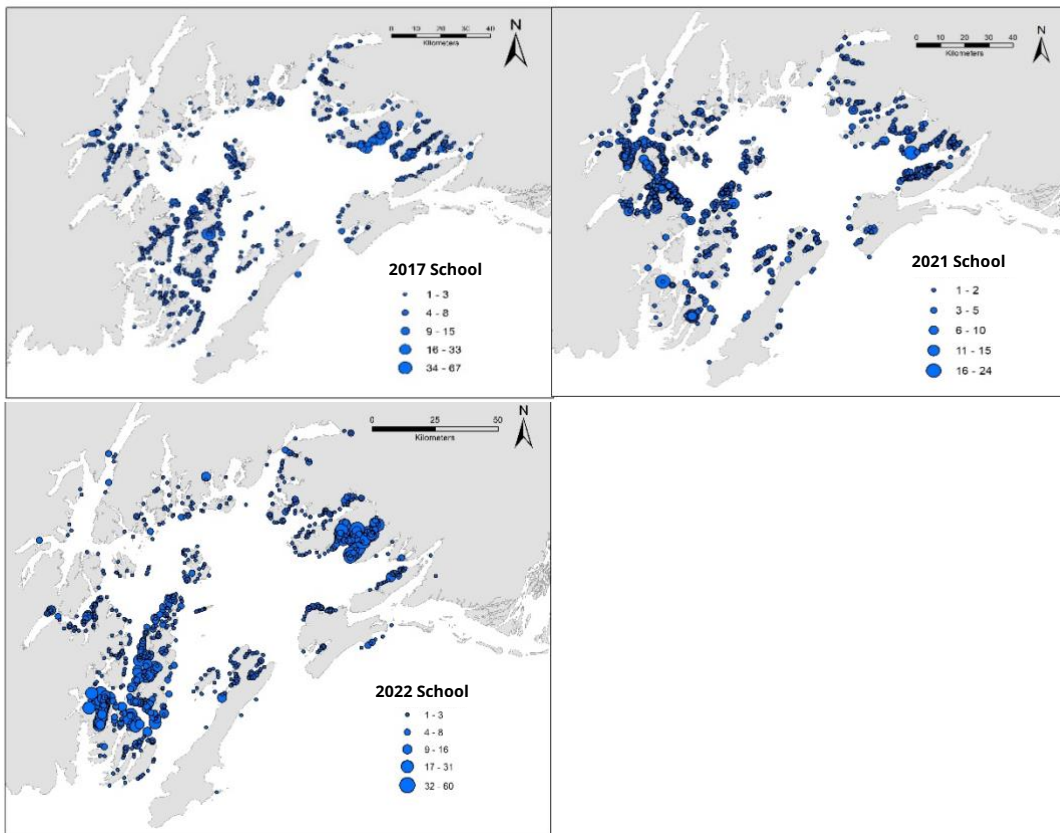 0 10 20 30 40
Kilometers
N
2017 School
1 - 3
4 - 8
9 - 15
16 - 33
34 - 67
0 10 20 30 40
Kilometers
N
2021 School
1 - 2
3 - 5
6 - 10
11 - 15
16 - 24
0 25 50
Kilometers
N
2022 School
1 - 3
4 - 8
9 - 16
17 - 31
32 - 60